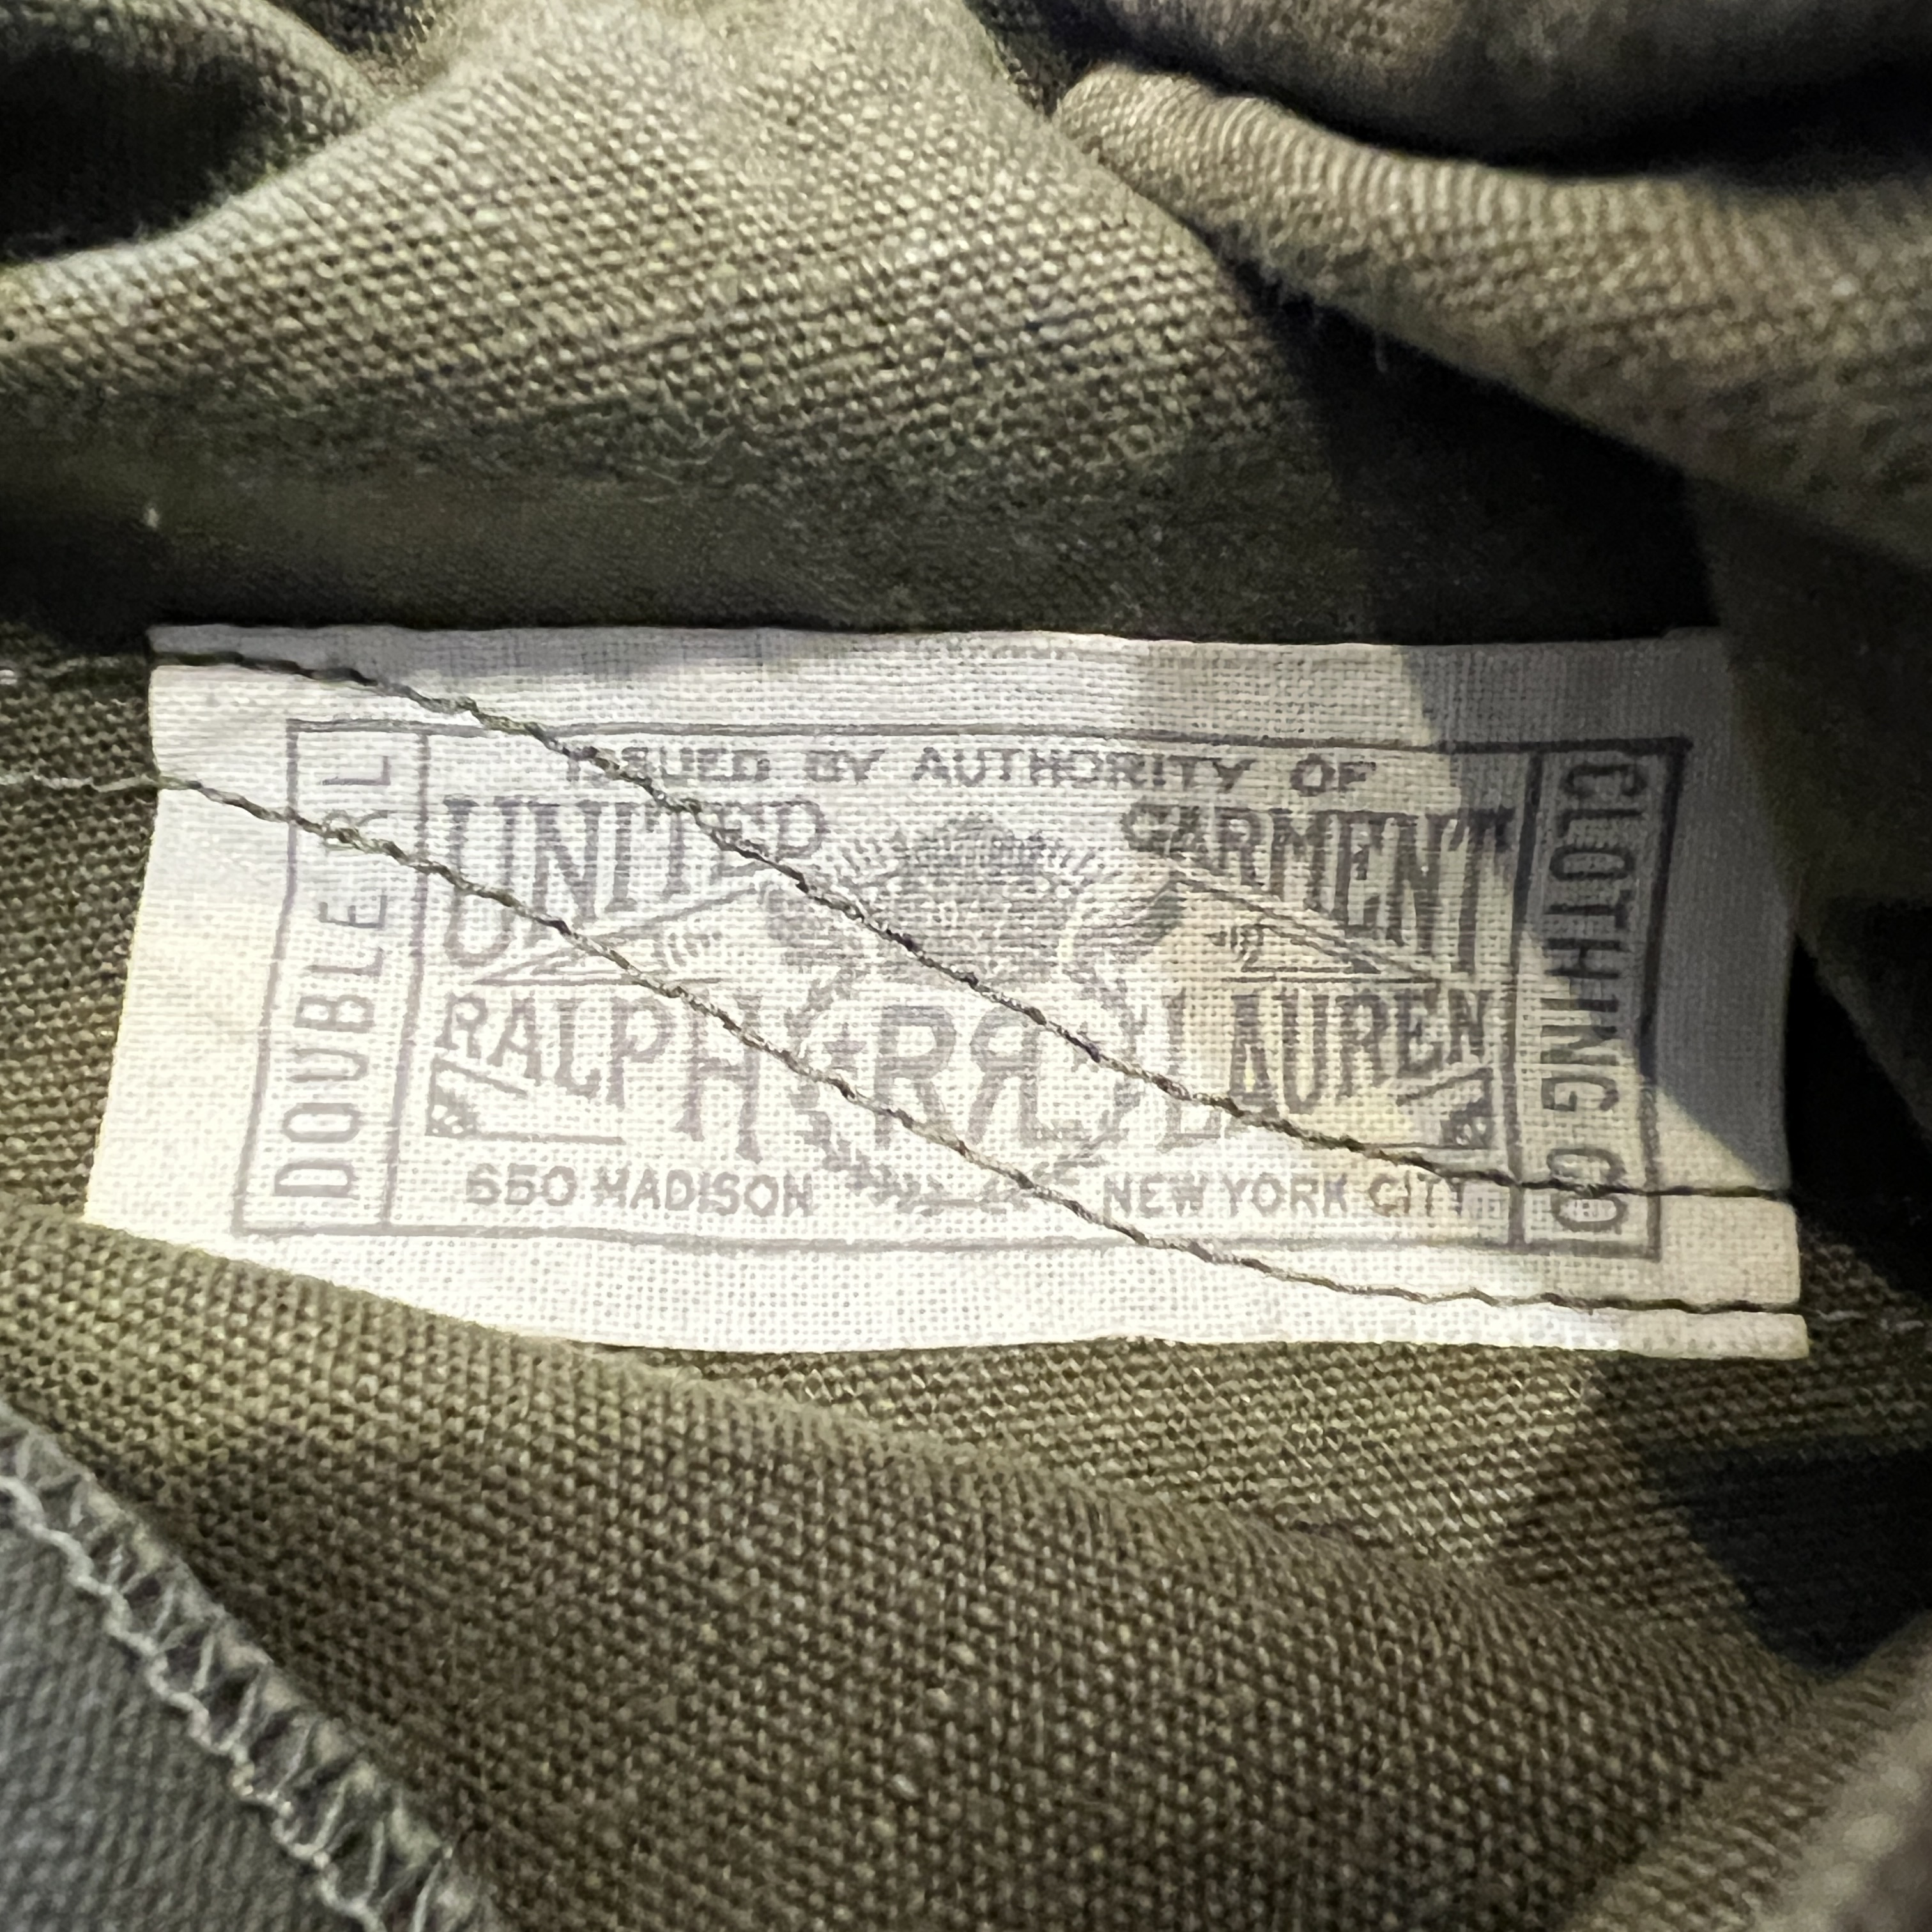 DOUBLE RL
ISSUED BY AUTHORITY OF
UNITED GARMENT
RALPH RRL LAUREN
650 MADISON NEW YORK CITY
CLOTHING CO